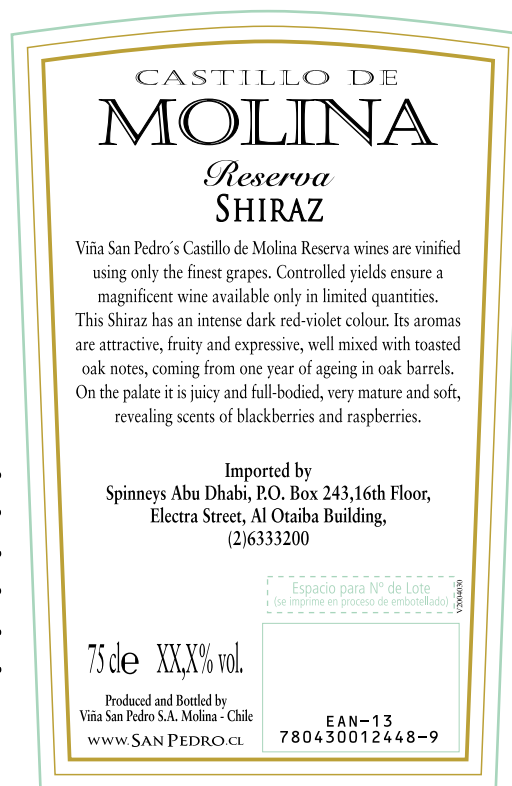 CASTILLO DE
MOLINA
Reserva
SHIRAZ
Viña San Pedro´s Castillo de Molina Reserva wines are vinified
using only the finest grapes. Controlled yields ensure a
magnificent wine available only in limited quantities.
This Shiraz has an intense dark red-violet colour. Its aromas
are attractive, fruity and expressive, well mixed with toasted
oak notes, coming from one year of ageing in oak barrels.
On the palate it is juicy and full-bodied, very mature and soft,
revealing scents of blackberries and raspberries.
Imported by
Spinneys Abu Dhabi, P.O. Box 243,16th Floor,
Electra Street, Al Otaiba Building,
(2)6333200
Espacio para Nº de Lote
(se imprime en proceso de embotellado)
V2004030
75 cl e XX,X% vol.
Produced and Bottled by
Viña San Pedro S.A. Molina - Chile
WWW.SAN PEDRO.CL
EAN-13
780430012448-9